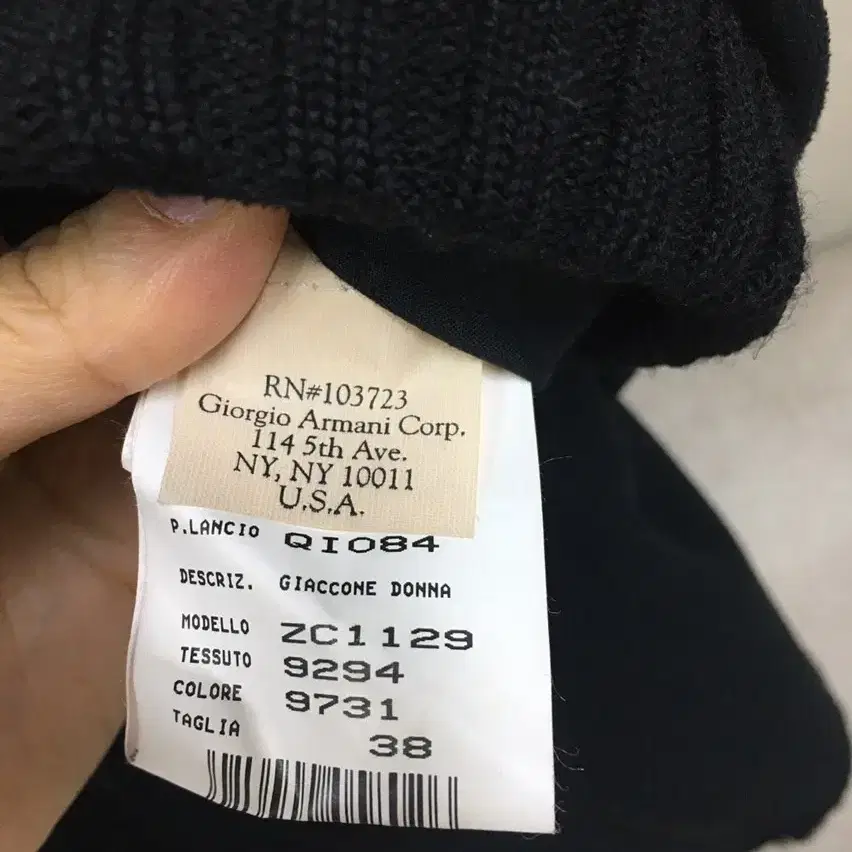 RN#103723
Giorgio Armani Corp.
114 5th Ave.
NY, NY 10011
U.S.A.
P.LANCIO QI084
DESCRIZ. GIACCONE DONNA
MODELLO ZC1129
TESSUTO 9294
COLORE 9731
TAGLIA 38